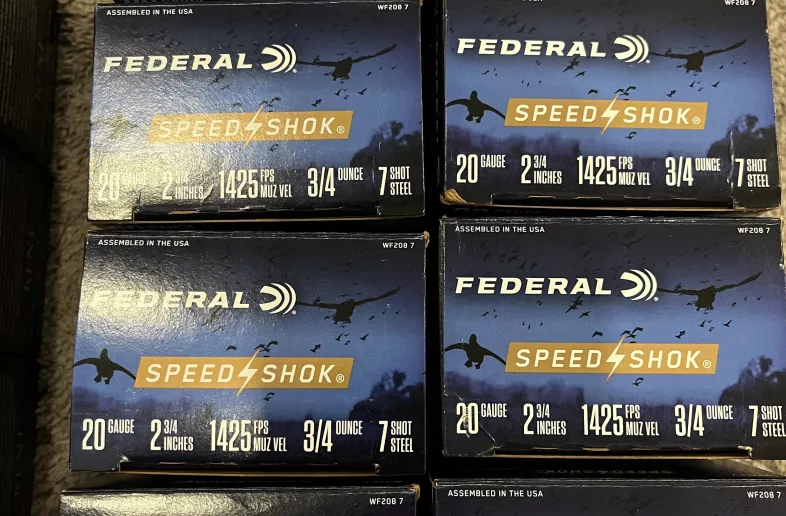 ASSEMBLED IN THE USA WF208 7
FEDERAL®
SPEED SHOK®
20 GAUGE 2 3/4 INCHES 1425 FPS MUZ VEL 3/4 OUNCE 7 SHOT STEEL
WF208 7
FEDERAL®
SPEED SHOK®
20 GAUGE 2 3/4 INCHES 1425 FPS MUZ VEL 3/4 OUNCE 7 SHOT STEEL
ASSEMBLED IN THE USA WF208 7
FEDERAL®
SPEED SHOK®
20 GAUGE 2 3/4 INCHES 1425 FPS MUZ VEL 3/4 OUNCE 7 SHOT STEEL
ASSEMBLED IN THE USA WF208 7
FEDERAL®
SPEED SHOK®
20 GAUGE 2 3/4 INCHES 1425 FPS MUZ VEL 3/4 OUNCE 7 SHOT STEEL
SPEED SHOK
WF208 7
ASSEMBLED IN THE USA WF208 7